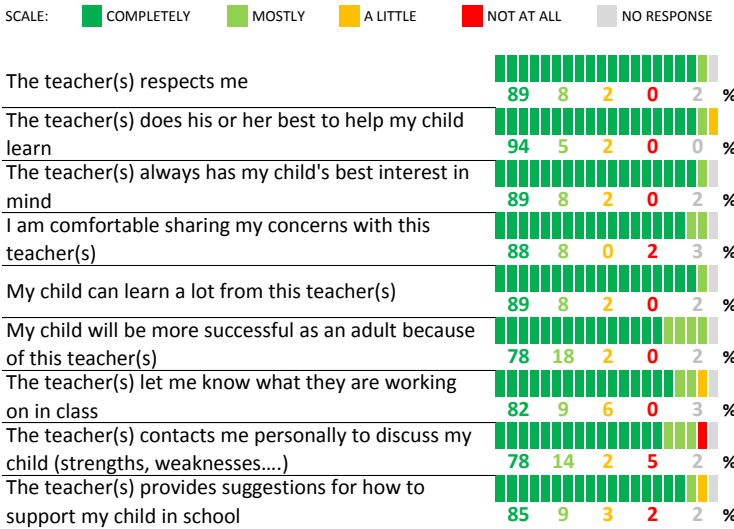 SCALE: COMPLETELY MOSTLY A LITTLE NOT AT ALL NO RESPONSE
The teacher(s) respects me
89 8 2 0 2 %
The teacher(s) does his or her best to help my child
learn
94 5 2 0 0 %
The teacher(s) always has my child's best interest in
mind
89 8 2 0 2 %
I am comfortable sharing my concerns with this
teacher(s)
88 8 0 2 3 %
My child can learn a lot from this teacher(s)
89 8 2 0 2 %
My child will be more successful as an adult because
of this teacher(s)
78 18 2 0 2 %
The teacher(s) let me know what they are working
on in class
82 9 6 0 3 %
The teacher(s) contacts me personally to discuss my
child (strengths, weaknesses....)
78 14 2 5 2 %
The teacher(s) provides suggestions for how to
support my child in school
85 9 3 2 2 %